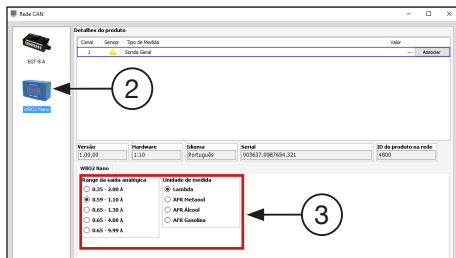 Rede CAN
EGT-8 A
WBO2 Nano
2
Detalhes do produto
Canal Sensor Tipo de Medida Valor
1 Sonda Geral --- Associar
Versão Hardware Idioma Serial ID do produto na rede
1.00.00 1.10 Português 003637.0987654.321 4800
WBO2 Nano
Range da saída analógica Unidade de medida
0.35 - 2.00 λ Lambda
0.59 - 1.10 λ AFR Metanol
0.65 - 1.30 λ AFR Álcool
0.65 - 4.00 λ AFR Gasolina
0.65 - 9.99 λ
3